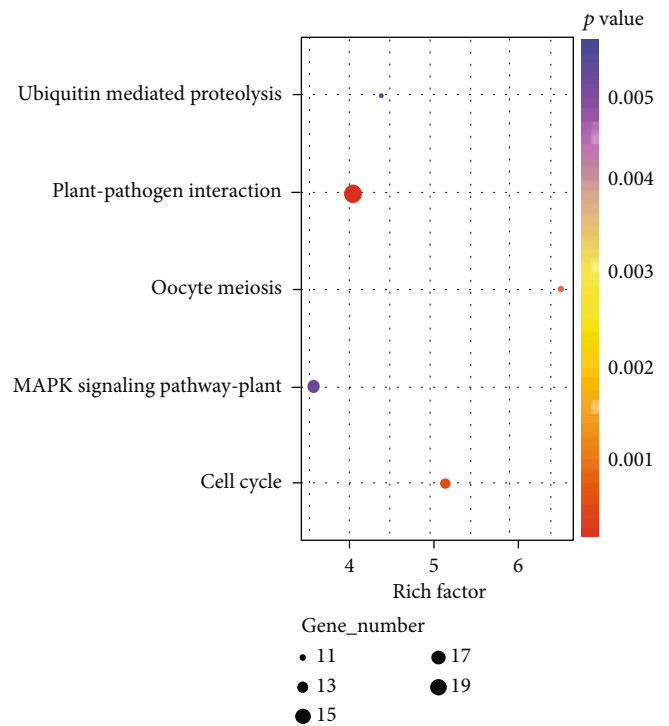 p value
Ubiquitin mediated proteolysis
Plant-pathogen interaction
Oocyte meiosis
MAPK signaling pathway-plant
Cell cycle
0.005
0.004
0.003
0.002
0.001
4 5 6
Rich factor
Gene_number
11 17
13 19
15